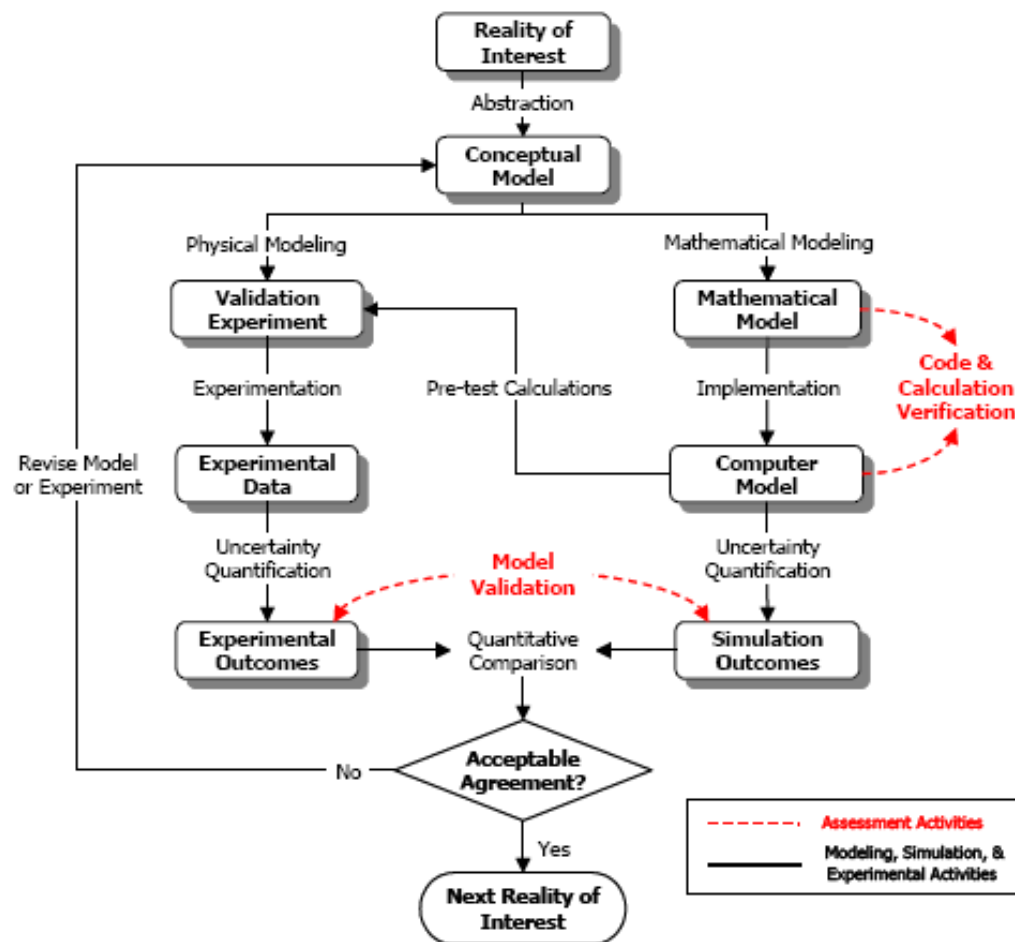 Reality of
Interest
Abstraction
Conceptual
Model
Physical Modeling
Mathematical Modeling
Validation
Experiment
Mathematical
Model
Code &
Calculation
Verification
Experimentation
Pre-test Calculations
Implementation
Revise Model
or Experiment
Experimental
Data
Computer
Model
Uncertainty
Quantification
Model
Validation
Uncertainty
Quantification
Experimental
Outcomes
Quantitative
Comparison
Simulation
Outcomes
Acceptable
Agreement?
No
Yes
Next Reality of
Interest
Assessment Activities
Modeling, Simulation, &
Experimental Activities